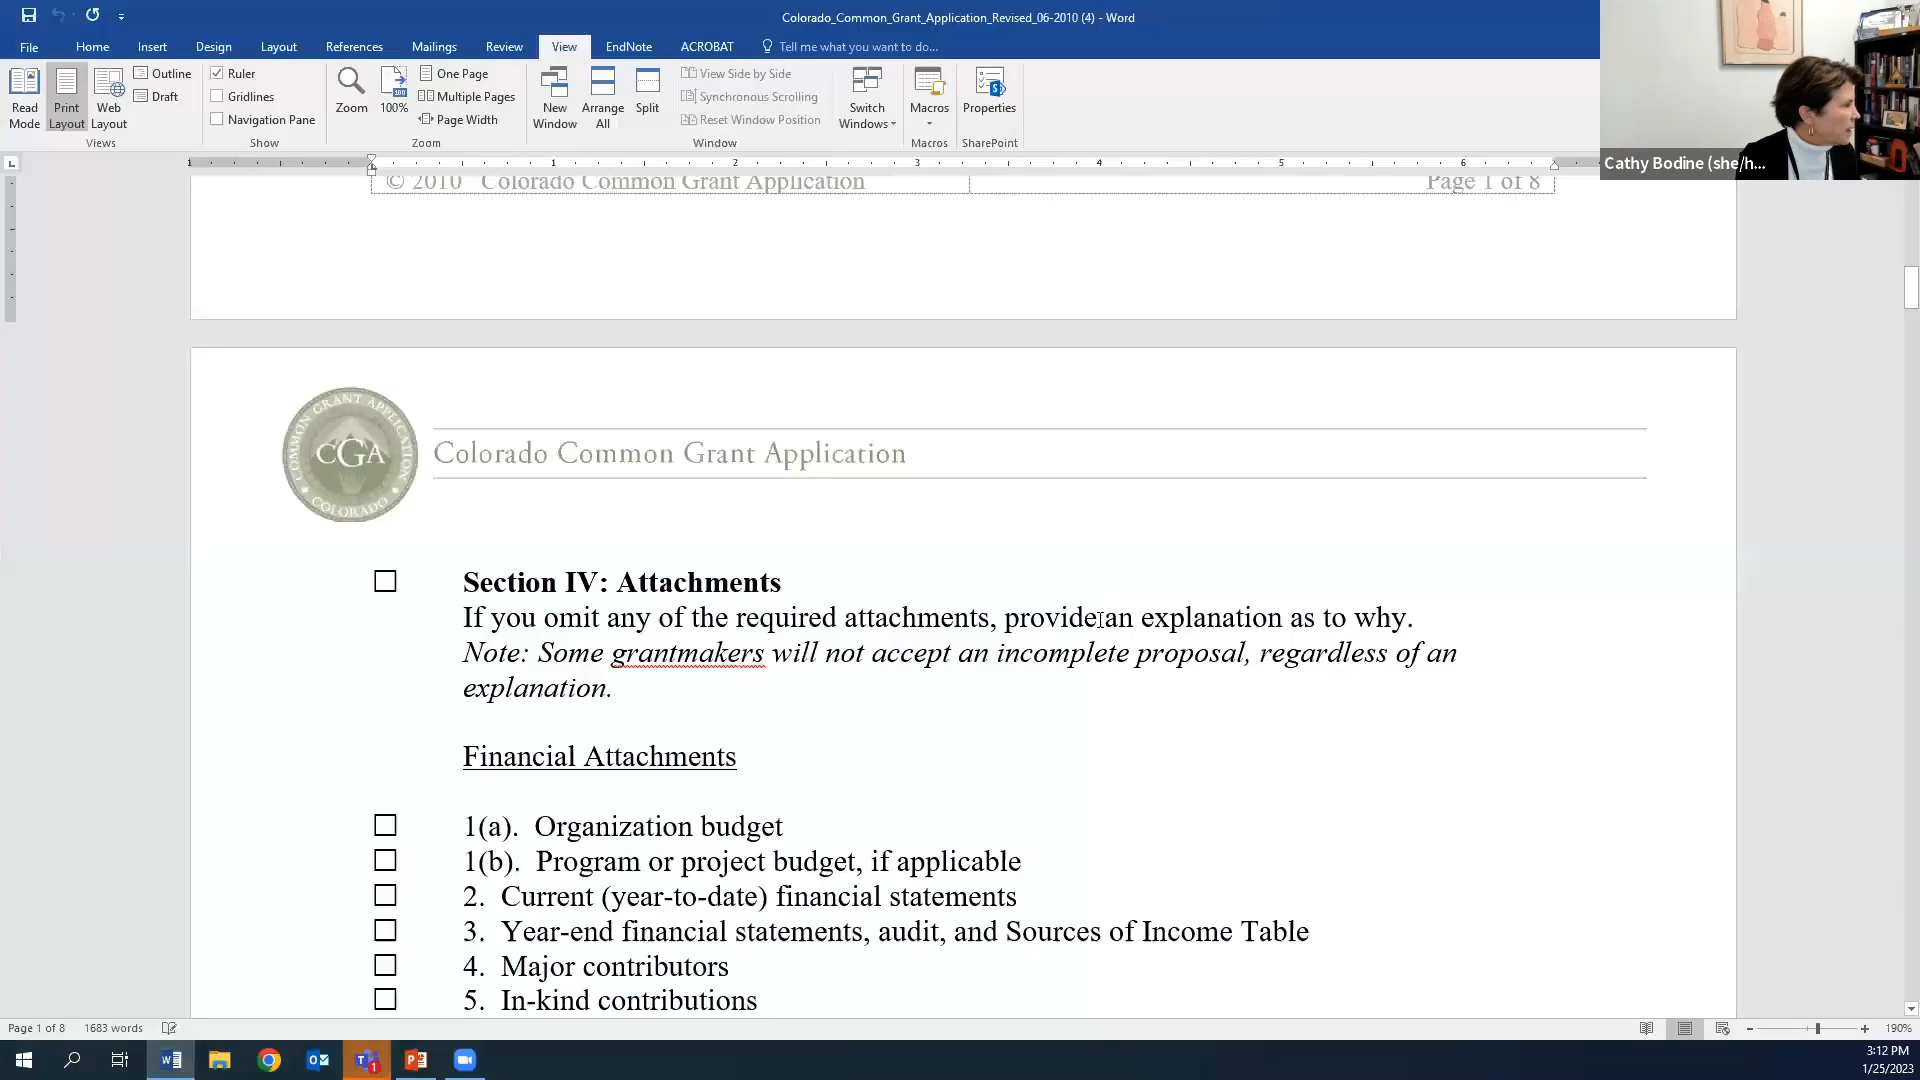 Colorado_Common_Grant_Application_Revised_06-2010 (4) - Word
File Home Insert Design Layout References Mailings Review View EndNote ACROBAT Tell me what you want to do...
Read Mode
Print Layout
Web Layout
Outline
Draft
Views
Ruler
Gridlines
Navigation Pane
Show
Zoom
100%
One Page
Multiple Pages
Page Width
Zoom
New Window
Arrange All
Split
View Side by Side
Synchronous Scrolling
Reset Window Position
Window
Switch Windows
Macros
Macros
Properties
SharePoint
Cathy Bodine (she/h...
1 1 2 3 4 5 6
© 2010 Colorado Common Grant Application Page 1 of 8
COMMON GRANT APPLICATION
CGA
COLORADO
Colorado Common Grant Application
Section IV: Attachments
If you omit any of the required attachments, provide an explanation as to why.
Note: Some grantmakers will not accept an incomplete proposal, regardless of an
explanation.
Financial Attachments
1(a). Organization budget
1(b). Program or project budget, if applicable
2. Current (year-to-date) financial statements
3. Year-end financial statements, audit, and Sources of Income Table
4. Major contributors
5. In-kind contributions
Page 1 of 8 1683 words 190%
3:12 PM
1/25/2023